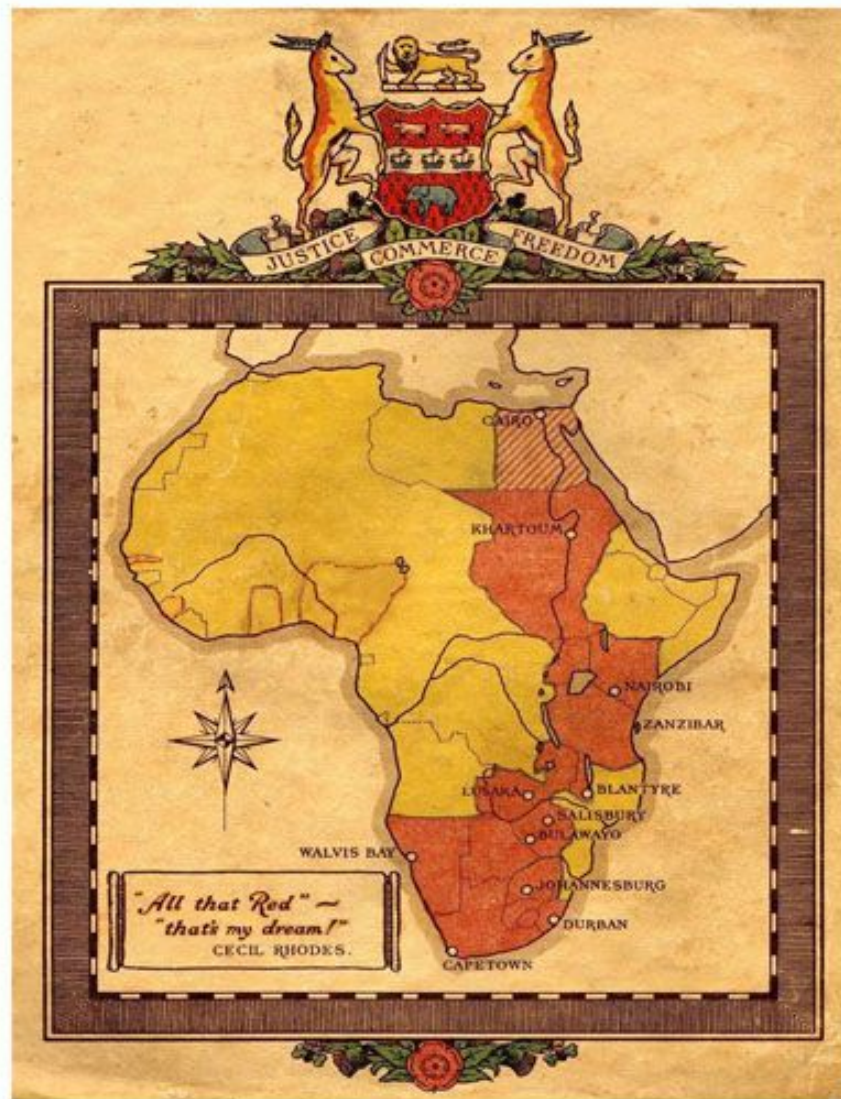 JUSTICE COMMERCE FREEDOM
CAIRO
KHARTOUM
NAIROBI
ZANZIBAR
LUSAKA
BLANTYRE
SALISBURY
BULAWAYO
WALVIS BAY
JOHANNESBURG
DURBAN
CAPETOWN
"All that Red" ~
"that's my dream!"
CECIL RHODES.